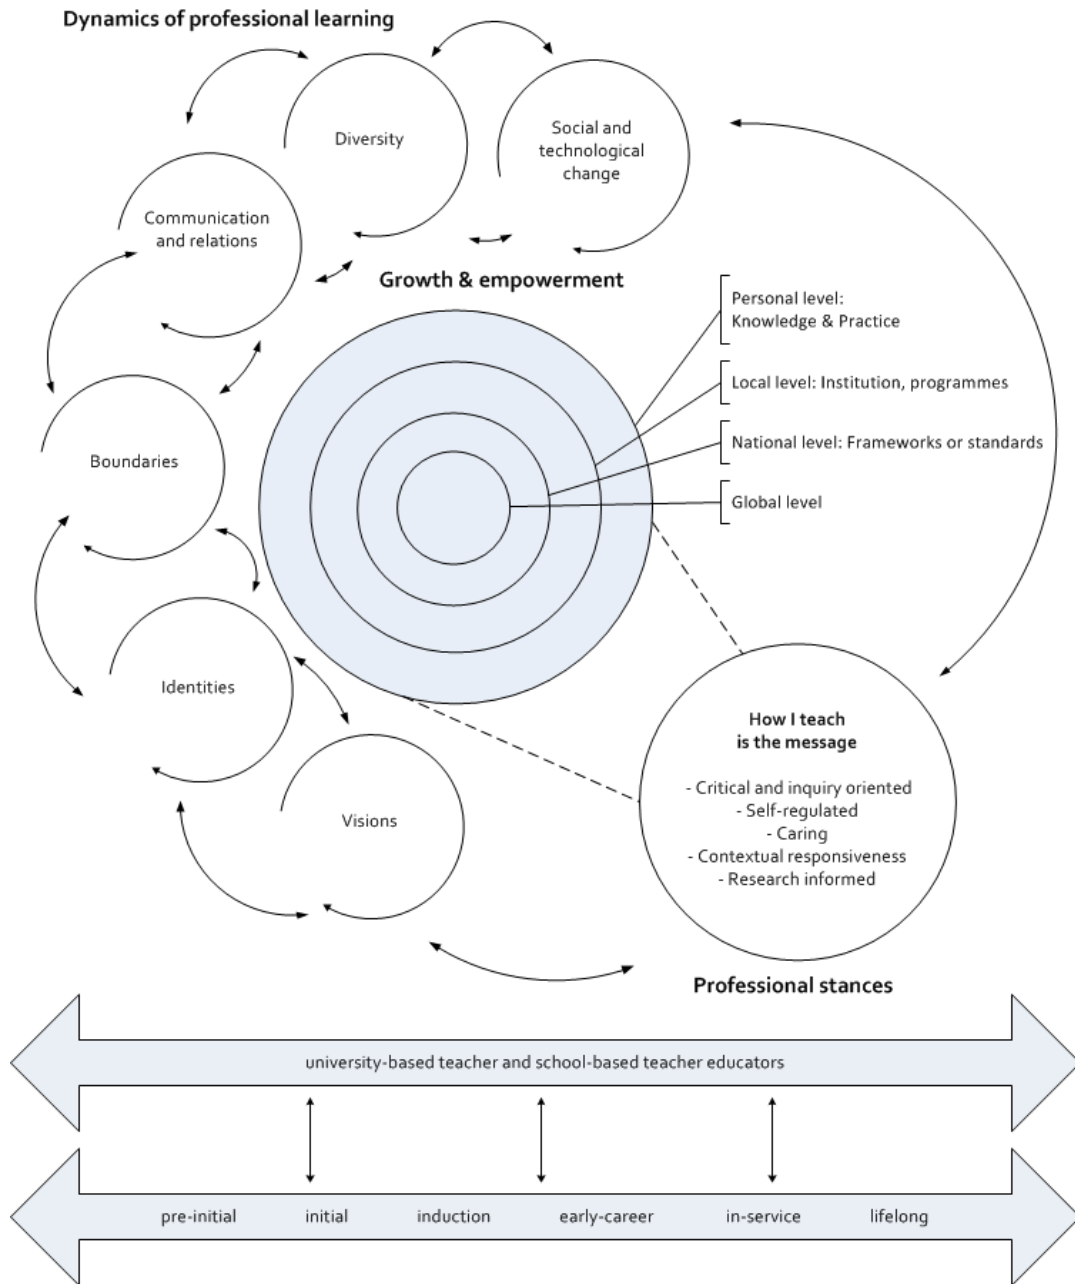 Dynamics of professional learning
Diversity
Social and
technological
change
Communication
and relations
Growth & empowerment
Personal level:
Knowledge & Practice
Local level: Institution, programmes
National level: Frameworks or standards
Global level
Boundaries
Identities
Visions
How I teach
is the message
- Critical and inquiry oriented
- Self-regulated
- Caring
- Contextual responsiveness
- Research informed
Professional stances
university-based teacher and school-based teacher educators
pre-initial initial induction early-career in-service lifelong